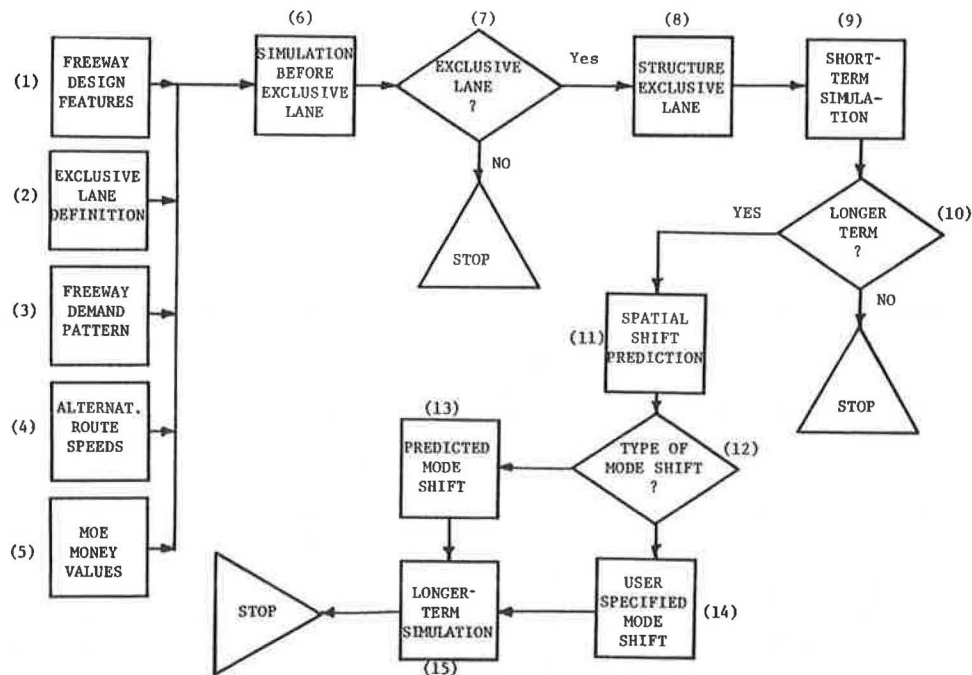 (1)
FREEWAY
DESIGN
FEATURES
(2)
EXCLUSIVE
LANE
DEFINITION
(3)
FREEWAY
DEMAND
PATTERN
(4)
ALTERNAT.
ROUTE
SPEEDS
(5)
MOE
MONEY
VALUES
(6)
SIMULATION
BEFORE
EXCLUSIVE
LANE
(7)
EXCLUSIVE
LANE
?
Yes
NO
STOP
(8)
STRUCTURE
EXCLUSIVE
LANE
(9)
SHORT-
TERM
SIMULA-
TION
(10)
LONGER
TERM
?
YES
NO
STOP
(11)
SPATIAL
SHIFT
PREDICTION
(12)
TYPE OF
MODE SHIFT
?
(13)
PREDICTED
MODE
SHIFT
(14)
USER
SPECIFIED
MODE
SHIFT
LONGER-
TERM
SIMULATION
(15)
STOP